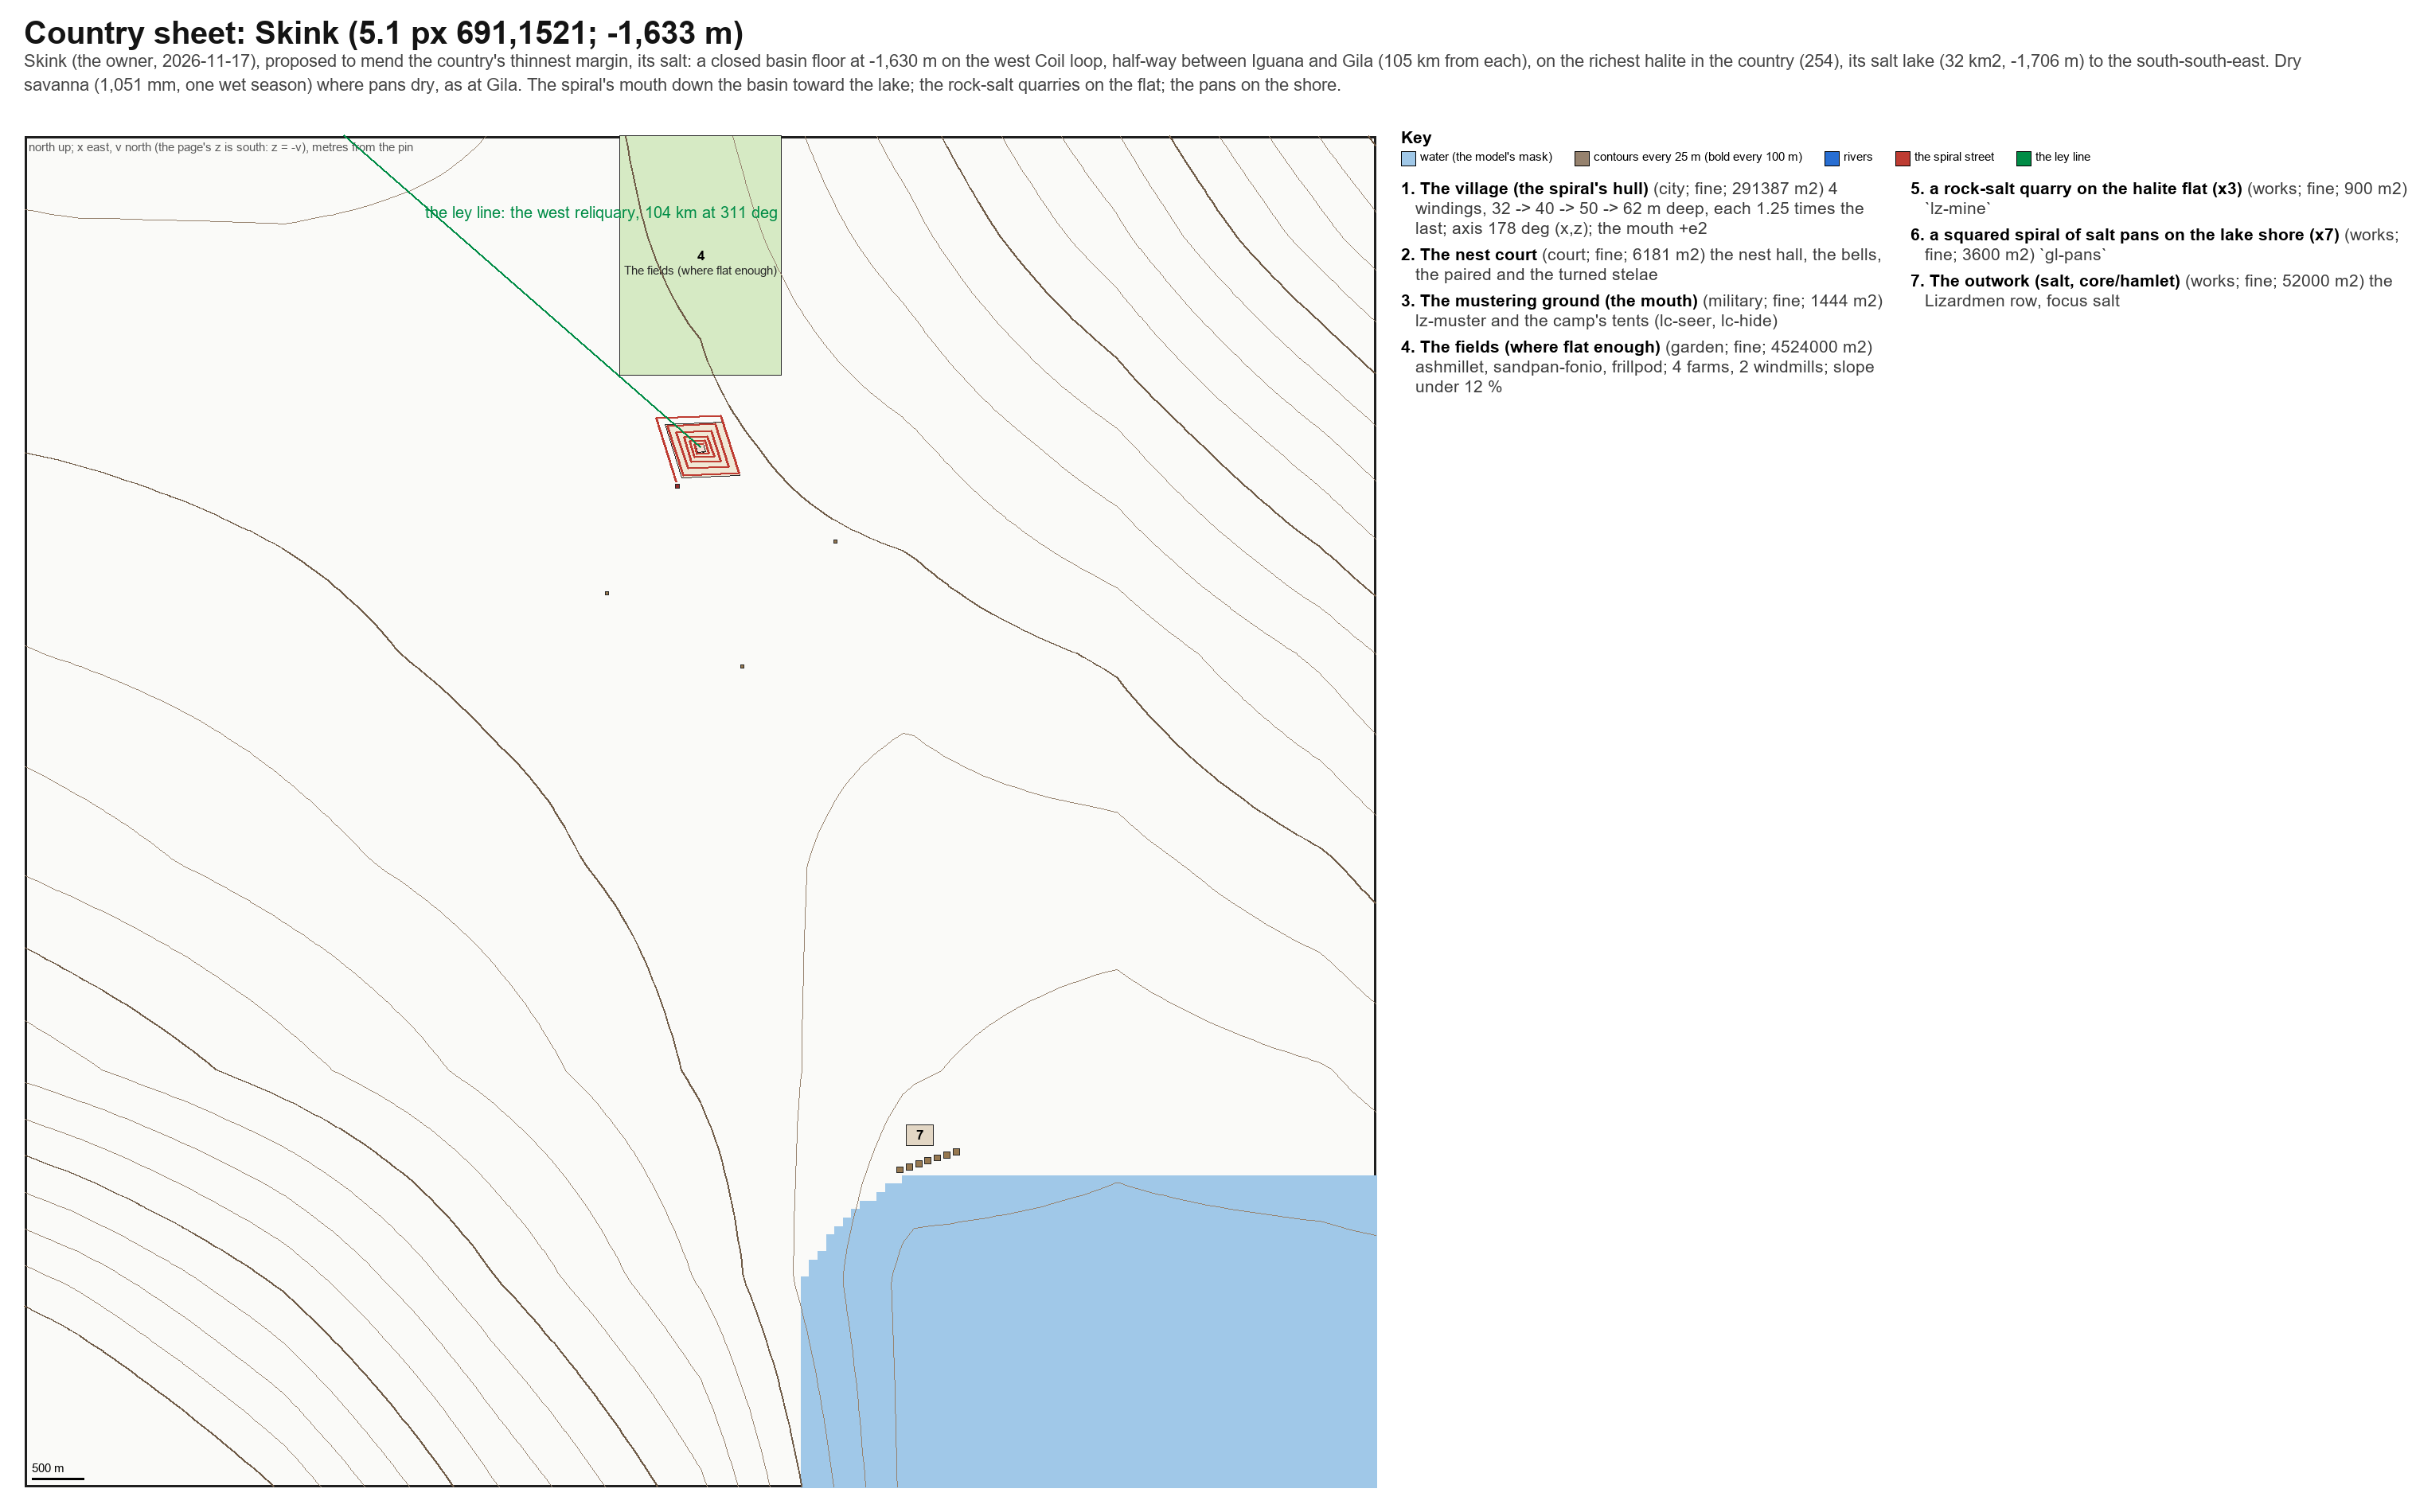 Country sheet: Skink (5.1 px 691,1521; -1,633 m)
Skink (the owner, 2026-11-17), proposed to mend the country's thinnest margin, its salt: a closed basin floor at -1,630 m on the west Coil loop, half-way between Iguana and Gila (105 km from each), on the richest halite in the country (254), its salt lake (32 km2, -1,706 m) to the south-south-east. Dry
savanna (1,051 mm, one wet season) where pans dry, as at Gila. The spiral's mouth down the basin toward the lake; the rock-salt quarries on the flat; the pans on the shore.
north up; x east, v north (the page's z is south: z = -v), metres from the pin
the ley line: the west reliquary, 104 km at 311 deg
4
The fields (where flat enough)
7
500 m
Key
water (the model's mask)
contours every 25 m (bold every 100 m)
rivers
the spiral street
the ley line
1. The village (the spiral's hull) (city; fine; 291387 m2) 4
windings, 32 -> 40 -> 50 -> 62 m deep, each 1.25 times the
last; axis 178 deg (x,z); the mouth +e2
2. The nest court (court; fine; 6181 m2) the nest hall, the bells,
the paired and the turned stelae
3. The mustering ground (the mouth) (military; fine; 1444 m2)
lz-muster and the camp's tents (lc-seer, lc-hide)
4. The fields (where flat enough) (garden; fine; 4524000 m2)
ashmillet, sandpan-fonio, frillpod; 4 farms, 2 windmills; slope
under 12 %
5. a rock-salt quarry on the halite flat (x3) (works; fine; 900 m2)
`lz-mine`
6. a squared spiral of salt pans on the lake shore (x7) (works;
fine; 3600 m2) `gl-pans`
7. The outwork (salt, core/hamlet) (works; fine; 52000 m2) the
Lizardmen row, focus salt